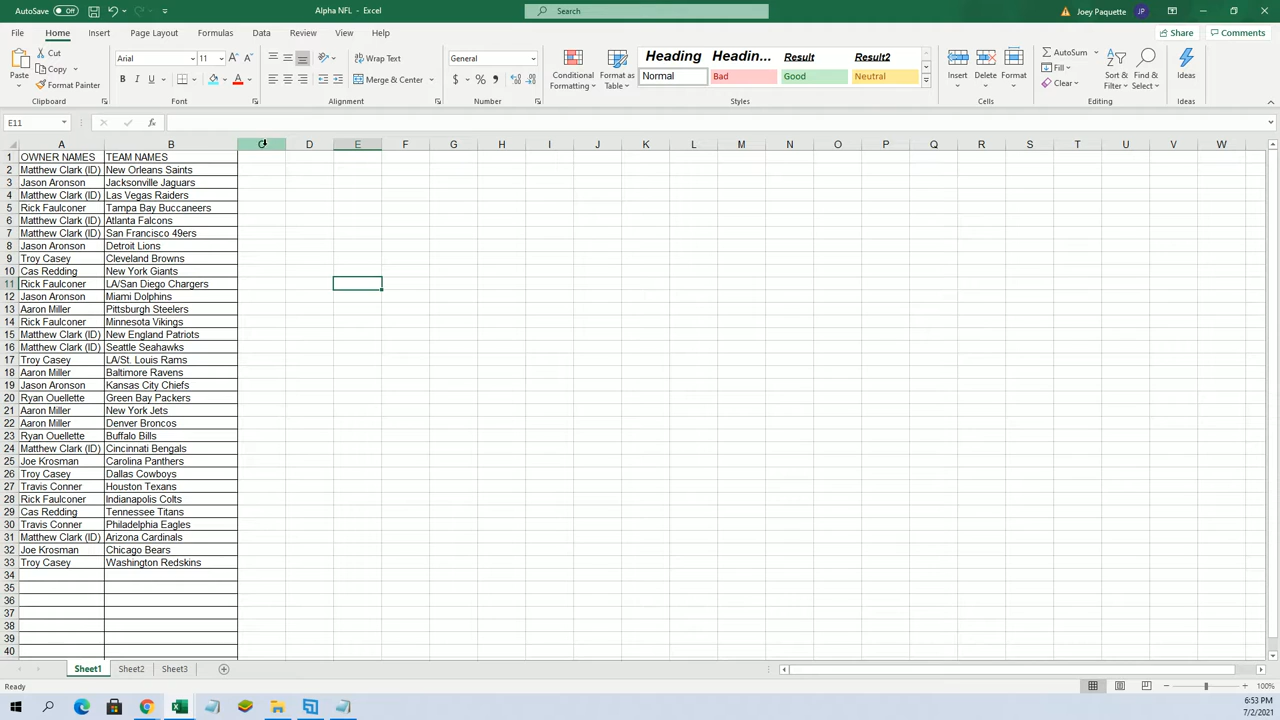 AutoSave Off Alpha NFL - Excel Search Joey Paquette JP
File Home Insert Page Layout Formulas Data Review View Help Share Comments
Paste Cut Copy Format Painter Clipboard
Arial 11 A A B I U A Font
Wrap Text Merge & Center Alignment
General $ % Number
Conditional Formatting Format as Table
Heading Headin... Result Result2
Normal Bad Good Neutral
Styles
Insert Delete Format Cells
AutoSum Fill Clear Sort & Filter Find & Select Editing
Ideas Ideas
E11 fx
A B C D E F G H I J K L M N O P Q R S T U V W
1 OWNER NAMES TEAM NAMES
2 Matthew Clark (ID) New Orleans Saints
3 Jason Aronson Jacksonville Jaguars
4 Matthew Clark (ID) Las Vegas Raiders
5 Rick Faulconer Tampa Bay Buccaneers
6 Matthew Clark (ID) Atlanta Falcons
7 Matthew Clark (ID) San Francisco 49ers
8 Jason Aronson Detroit Lions
9 Troy Casey Cleveland Browns
10 Cas Redding New York Giants
11 Rick Faulconer LA/San Diego Chargers
12 Jason Aronson Miami Dolphins
13 Aaron Miller Pittsburgh Steelers
14 Rick Faulconer Minnesota Vikings
15 Matthew Clark (ID) New England Patriots
16 Matthew Clark (ID) Seattle Seahawks
17 Troy Casey LA/St. Louis Rams
18 Aaron Miller Baltimore Ravens
19 Jason Aronson Kansas City Chiefs
20 Ryan Ouellette Green Bay Packers
21 Aaron Miller New York Jets
22 Aaron Miller Denver Broncos
23 Ryan Ouellette Buffalo Bills
24 Matthew Clark (ID) Cincinnati Bengals
25 Joe Krosman Carolina Panthers
26 Troy Casey Dallas Cowboys
27 Travis Conner Houston Texans
28 Rick Faulconer Indianapolis Colts
29 Cas Redding Tennessee Titans
30 Travis Conner Philadelphia Eagles
31 Matthew Clark (ID) Arizona Cardinals
32 Joe Krosman Chicago Bears
33 Troy Casey Washington Redskins
34
35
36
37
38
39
40
Sheet1 Sheet2 Sheet3
Ready 100%
6:53 PM
7/2/2021